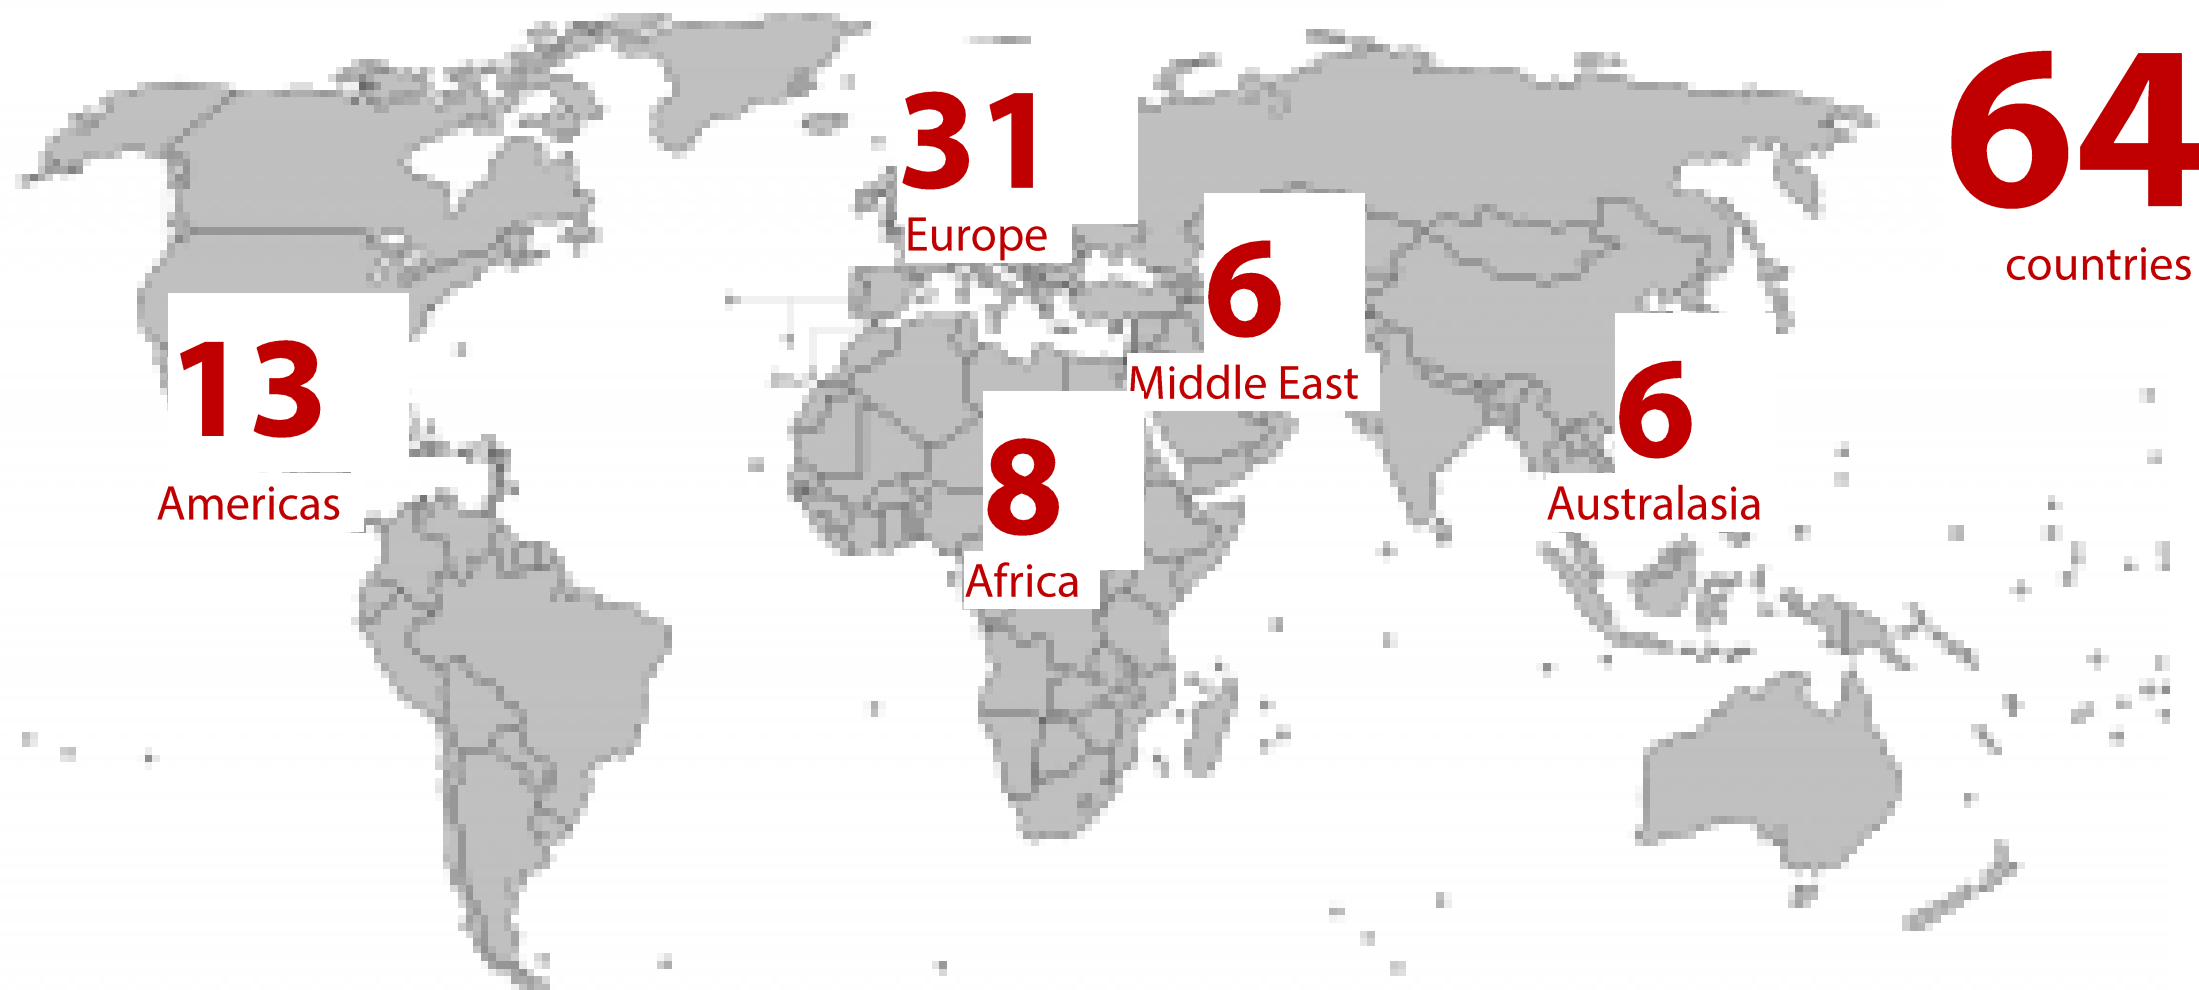 64
countries
31
Europe
6
Middle East
13
Americas
6
Australasia
8
Africa